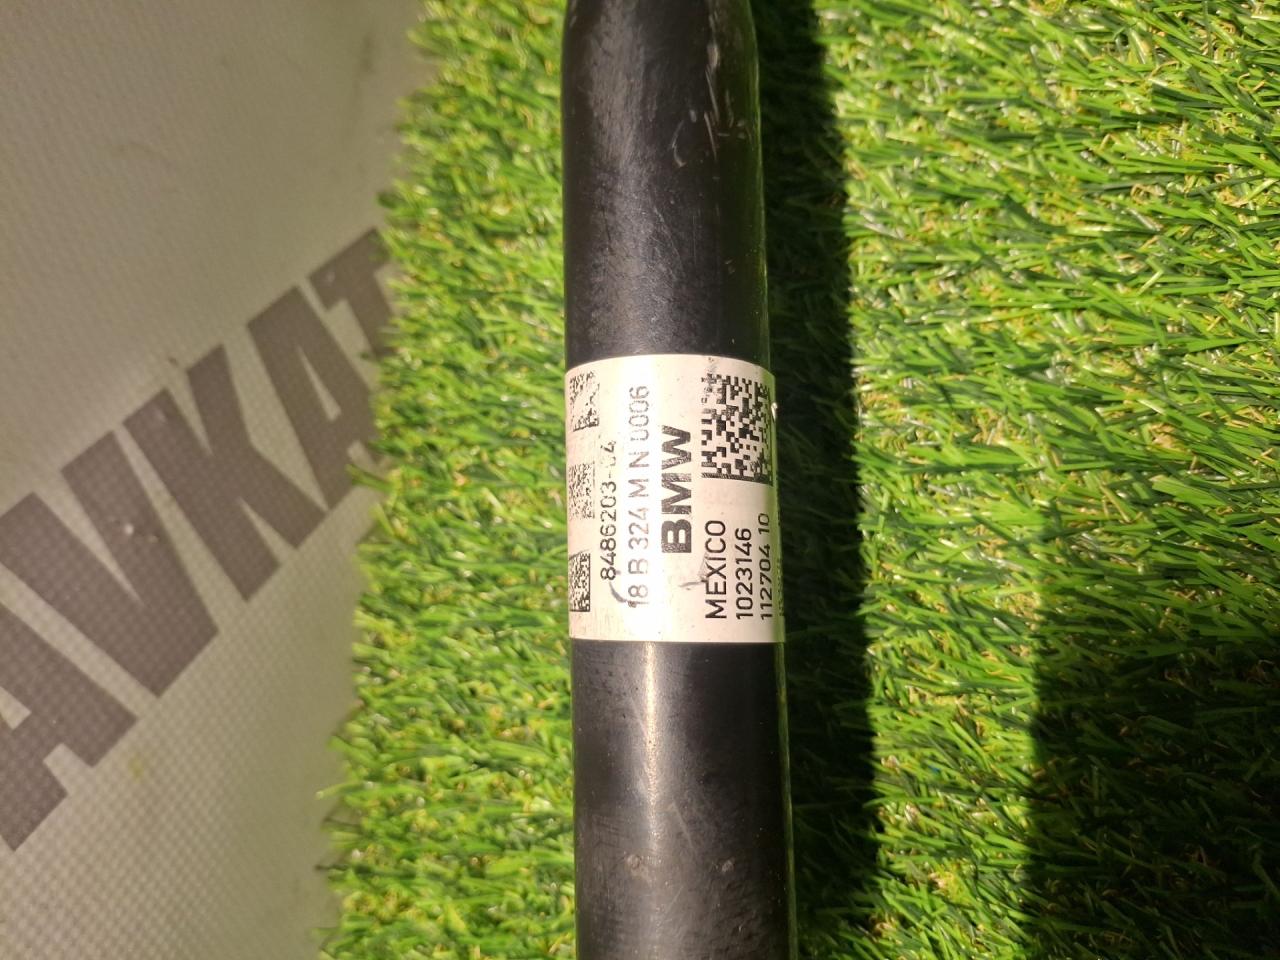 AVKAT
8486203-04
18 B 324 M N 0006
BMW
MEXICO
1023146
112704 10